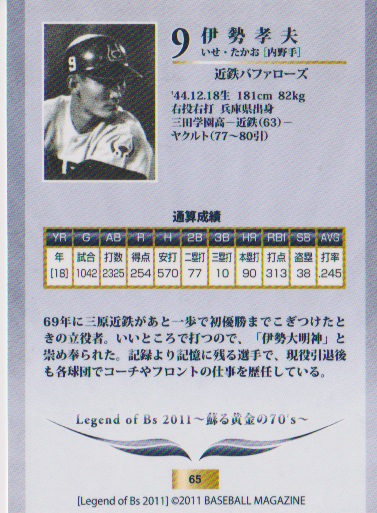 9 伊勢孝夫
いせ・たかお [内野手]
近鉄バファローズ
'44.12.18生 181cm 82kg
右投右打 兵庫県出身
三田学園高－近鉄(63)－
ヤクルト(77～80引)
9
通算成績
YR G AB R H 2B 3B HR RBI SB AVG
年 試合 打数 得点 安打 二塁打 三塁打 本塁打 打点 盗塁 打率
[18] 1042 2325 254 570 77 10 90 313 38 .245
69年に三原近鉄があと一歩で初優勝までこぎつけたと
きの立役者。いいところで打つので、「伊勢大明神」と
崇め奉られた。記録より記憶に残る選手で、現役引退後
も各球団でコーチやフロントの仕事を歴任している。
Legend of Bs 2011～蘇る黄金の70's～
65
[Legend of Bs 2011] ©2011 BASEBALL MAGAZINE